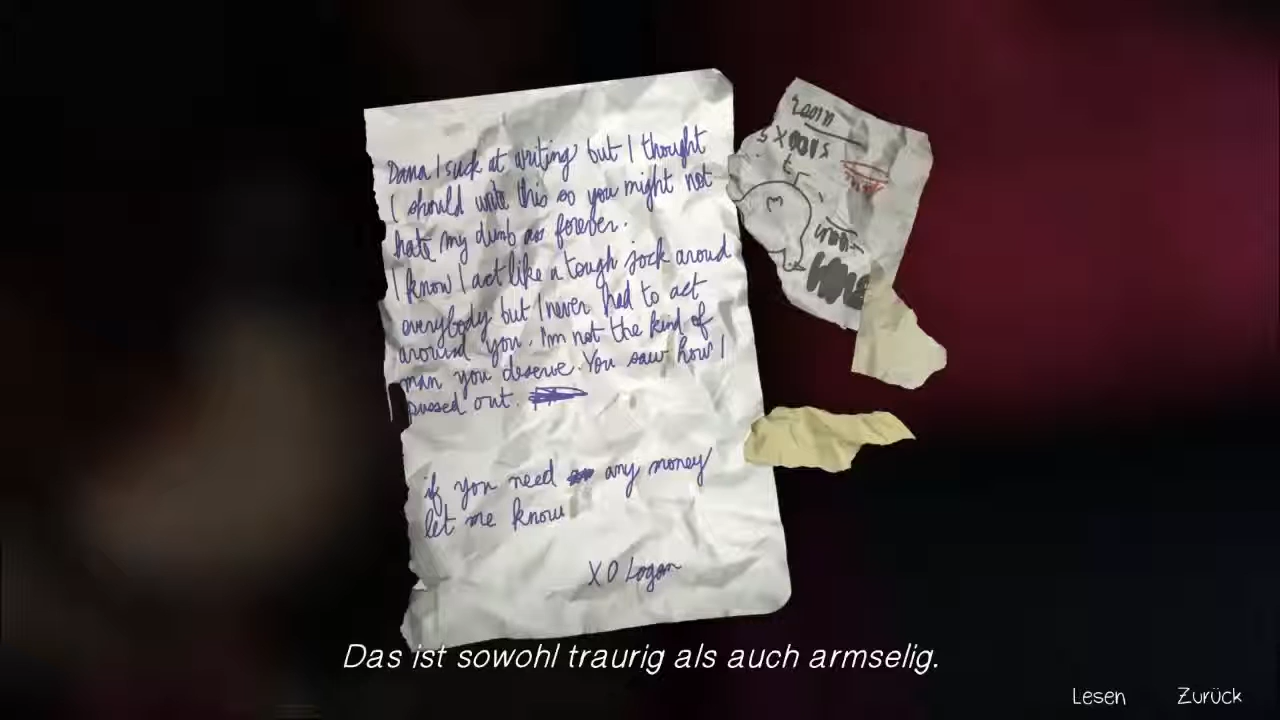 Dana I suck at writing but I thought
I should write this so you might not
hate my dumb ass forever.
I know I act like a tough jock aroud
everybody but I never had to act
around you. I'm not the kind of
man you deserve. You saw how I
pussed out.
if you need any money
let me know
XO Logan
Das ist sowohl traurig als auch armselig.
Lesen Zurück